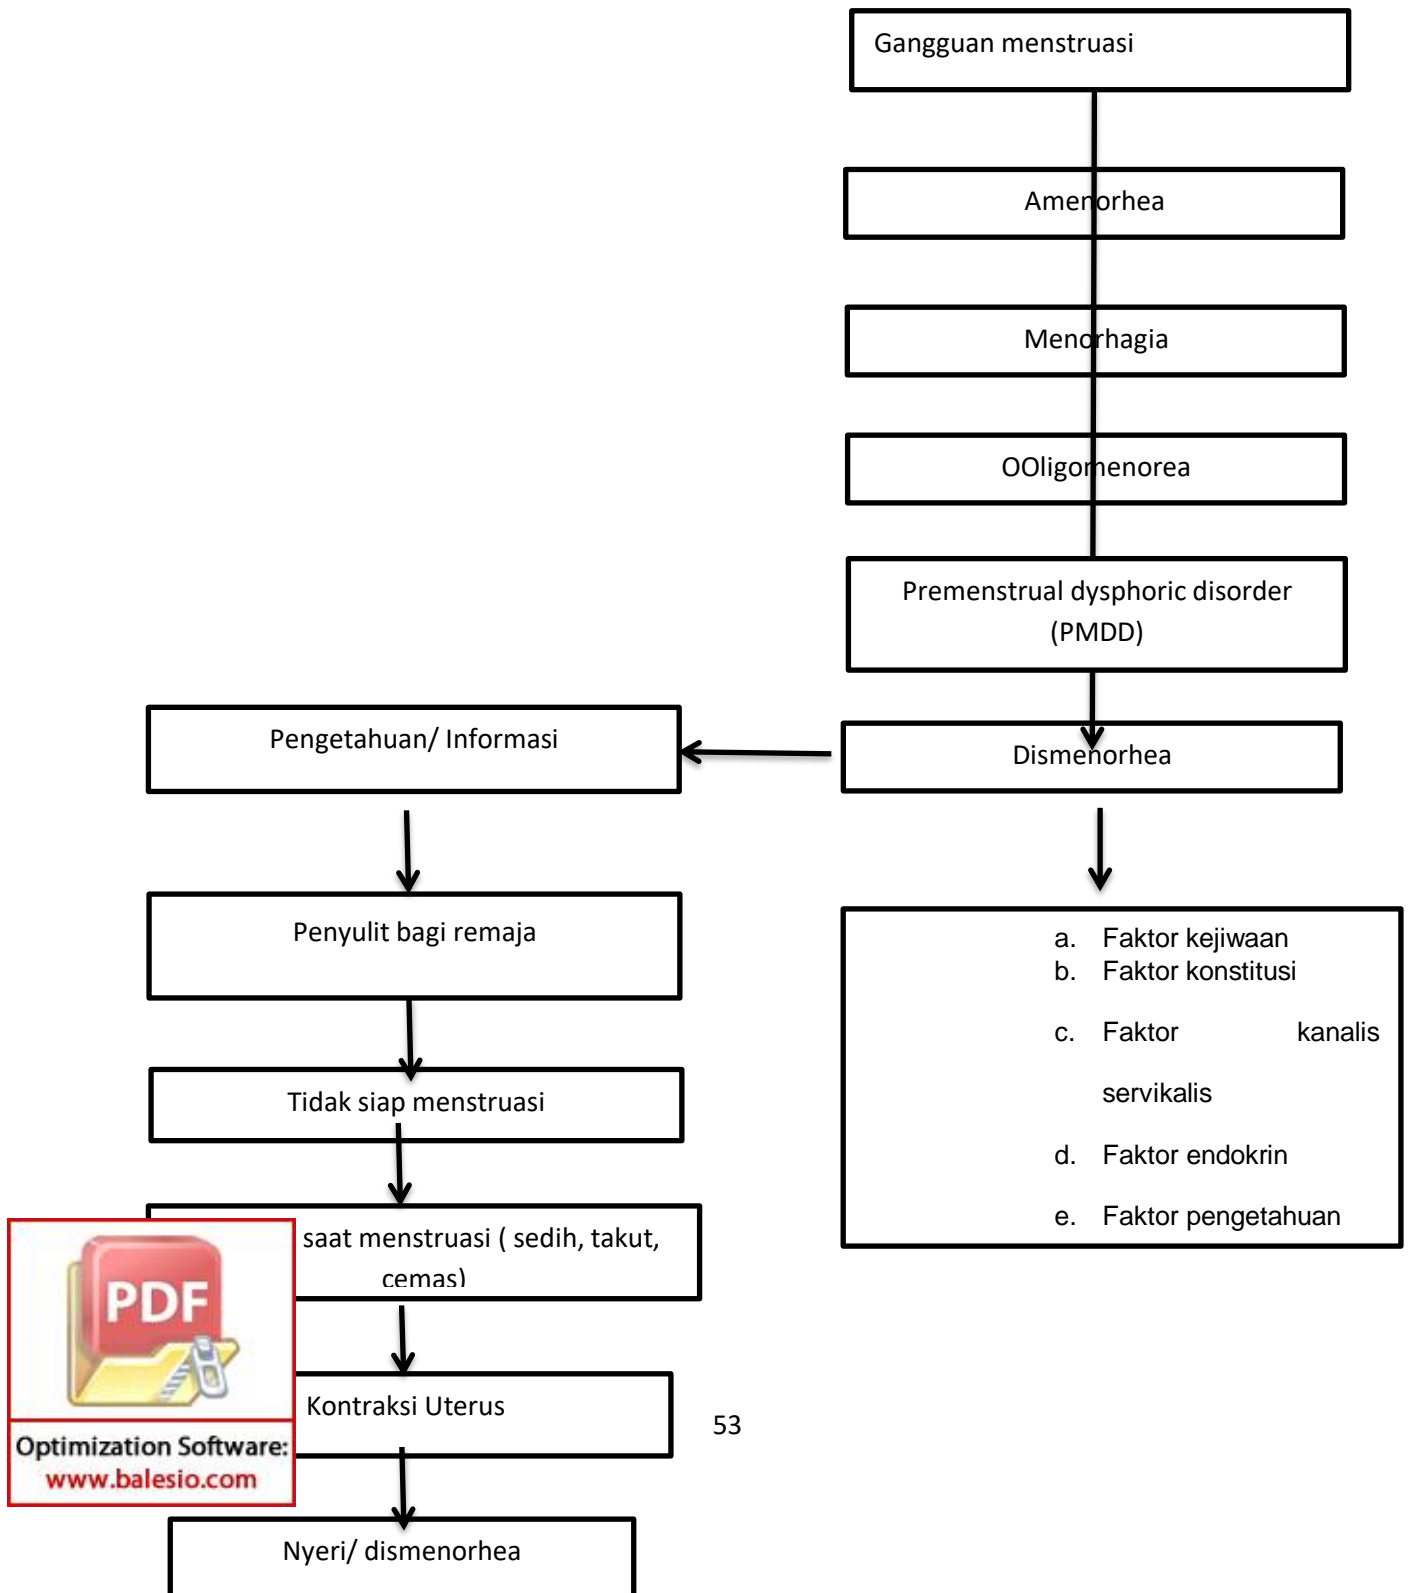 Gangguan menstruasi
Amenorhea
Menorhagia
OOligomenorea
Premenstrual dysphoric disorder
(PMDD)
Dismenorhea
Pengetahuan/ Informasi
Penyulit bagi remaja
Tidak siap menstruasi
saat menstruasi ( sedih, takut,
cemas)
Kontraksi Uterus
Nyeri/ dismenorhea
a. Faktor kejiwaan
b. Faktor konstitusi
c. Faktor kanalis
servikalis
d. Faktor endokrin
e. Faktor pengetahuan
53
PDF
Optimization Software:
www.balesio.com